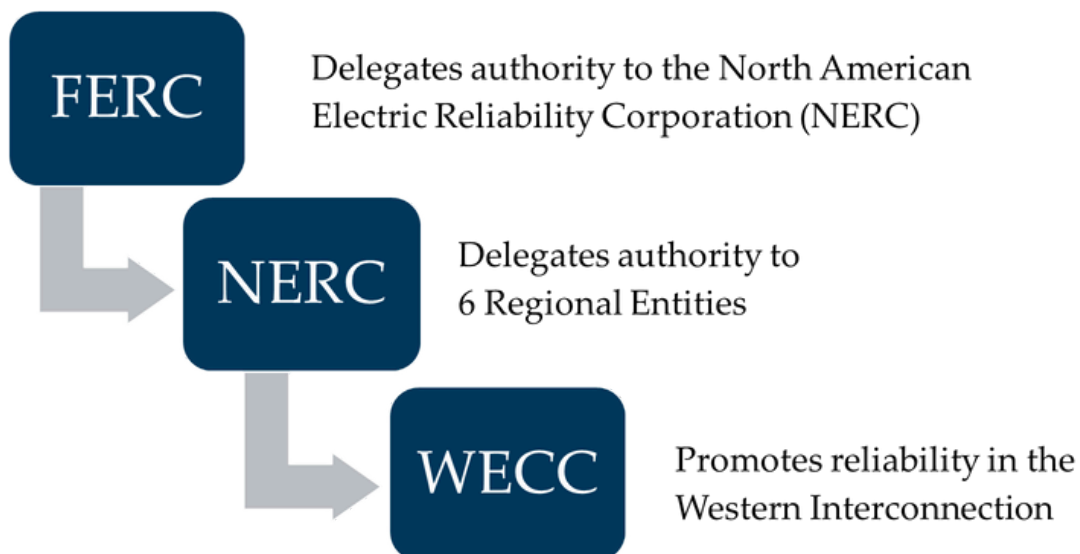 FERC
Delegates authority to the North American
Electric Reliability Corporation (NERC)
NERC
Delegates authority to
6 Regional Entities
WECC
Promotes reliability in the
Western Interconnection